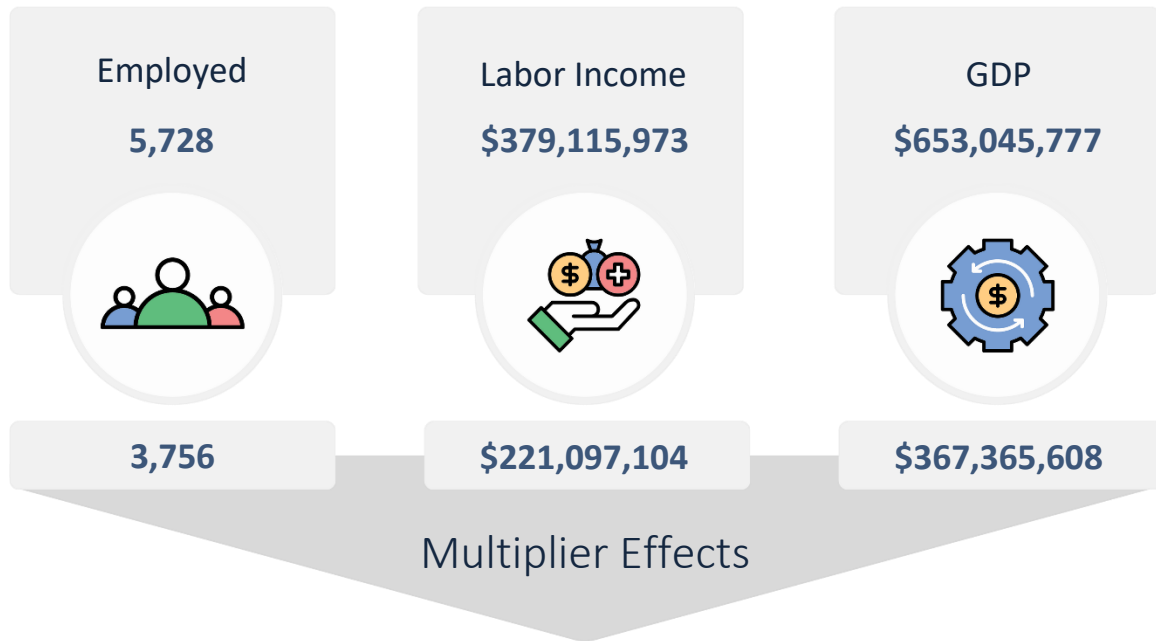 Employed
5,728
Labor Income
$379,115,973
GDP
$653,045,777
$
$
3,756
$221,097,104
$367,365,608
Multiplier Effects